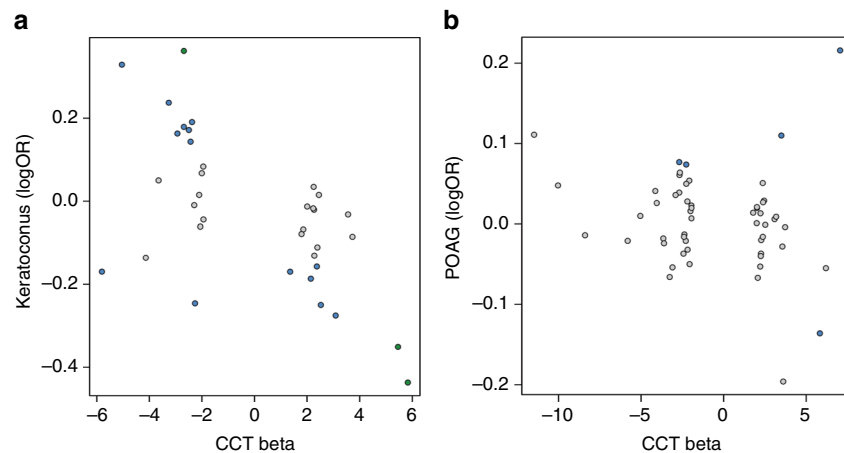 a
Keratoconus (logOR)
0.2
0.0
–0.2
–0.4
–6 –4 –2 0 2 4 6
CCT beta
b
POAG (logOR)
0.2
0.1
0.0
–0.1
–0.2
–10 –5 0 5
CCT beta